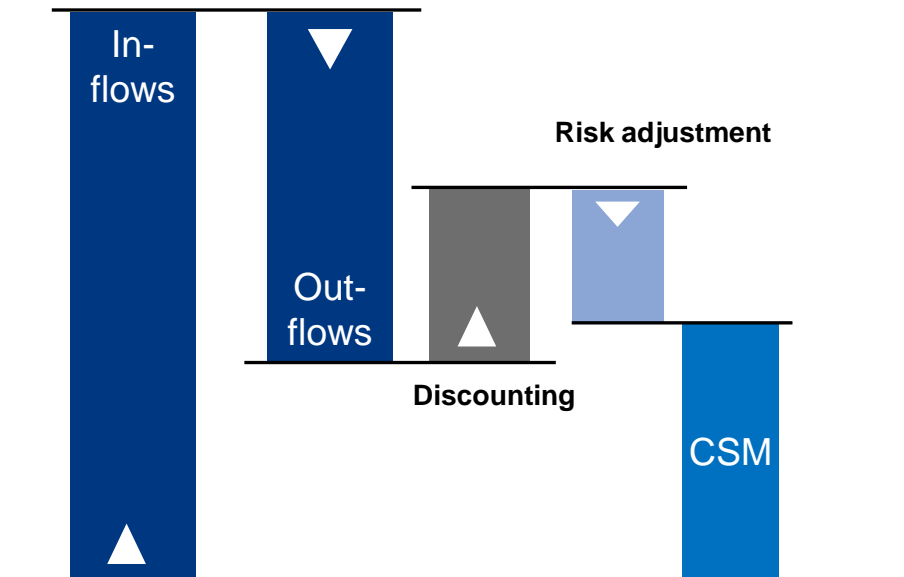 In-
flows
Risk adjustment
Out-
flows
Discounting
CSM